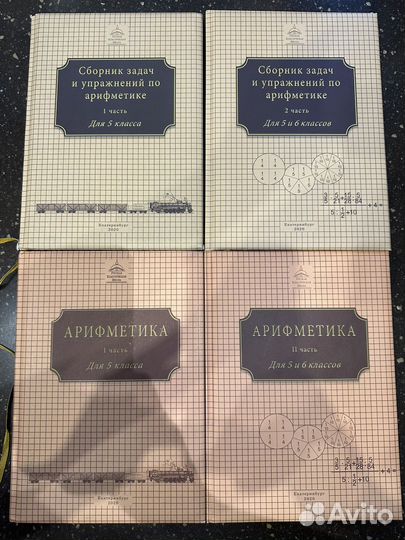 Сборник задач
и упражнений по
арифметике
1 часть
Для 5 класса
Екатеринбург
2020
Сборник задач
и упражнений по
арифметике
2 часть
Для 5 и 6 классов
Екатеринбург
2020
АРИФМЕТИКА
I часть
Для 5 класса
Екатеринбург
2020
АРИФМЕТИКА
II часть
Для 5 и 6 классов
Екатеринбург
2020
Avito